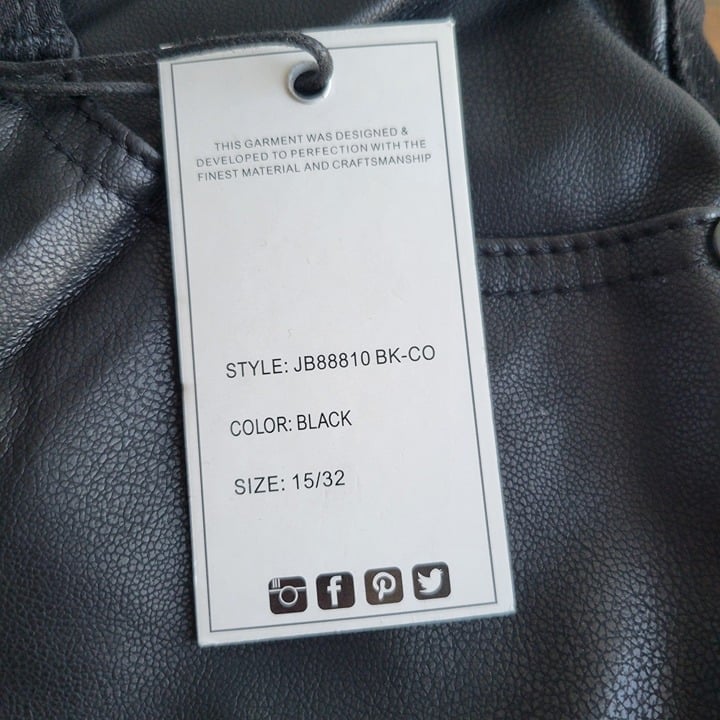 THIS GARMENT WAS DESIGNED &
DEVELOPED TO PERFECTION WITH THE
FINEST MATERIAL AND CRAFTSMANSHIP
STYLE: JB88810 BK-CO
COLOR: BLACK
SIZE: 15/32